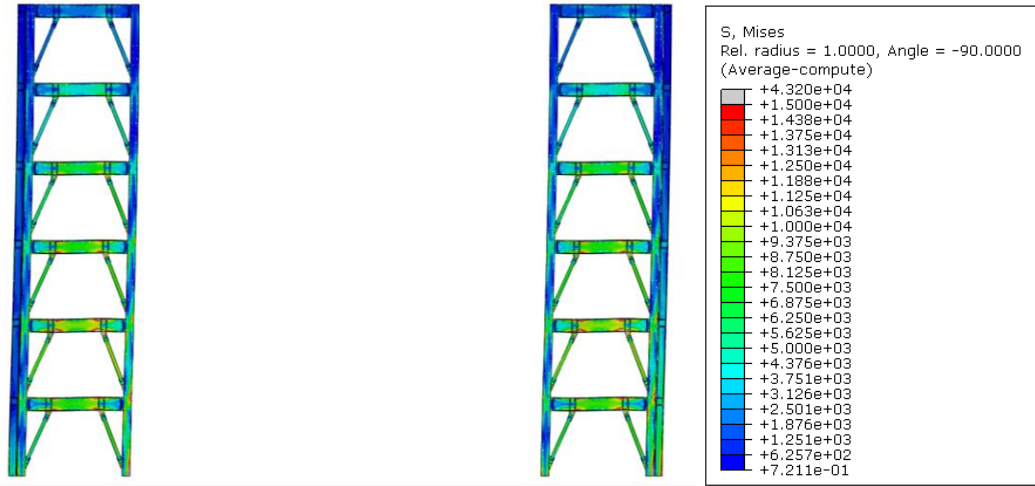 S, Mises
Rel. radius = 1.0000, Angle = -90.0000
(Average-compute)
+4.320e+04
+1.500e+04
+1.438e+04
+1.375e+04
+1.313e+04
+1.250e+04
+1.188e+04
+1.125e+04
+1.063e+04
+1.000e+04
+9.375e+03
+8.750e+03
+8.125e+03
+7.500e+03
+6.875e+03
+6.250e+03
+5.625e+03
+5.000e+03
+4.376e+03
+3.751e+03
+3.126e+03
+2.501e+03
+1.876e+03
+1.251e+03
+6.257e+02
+7.211e-01